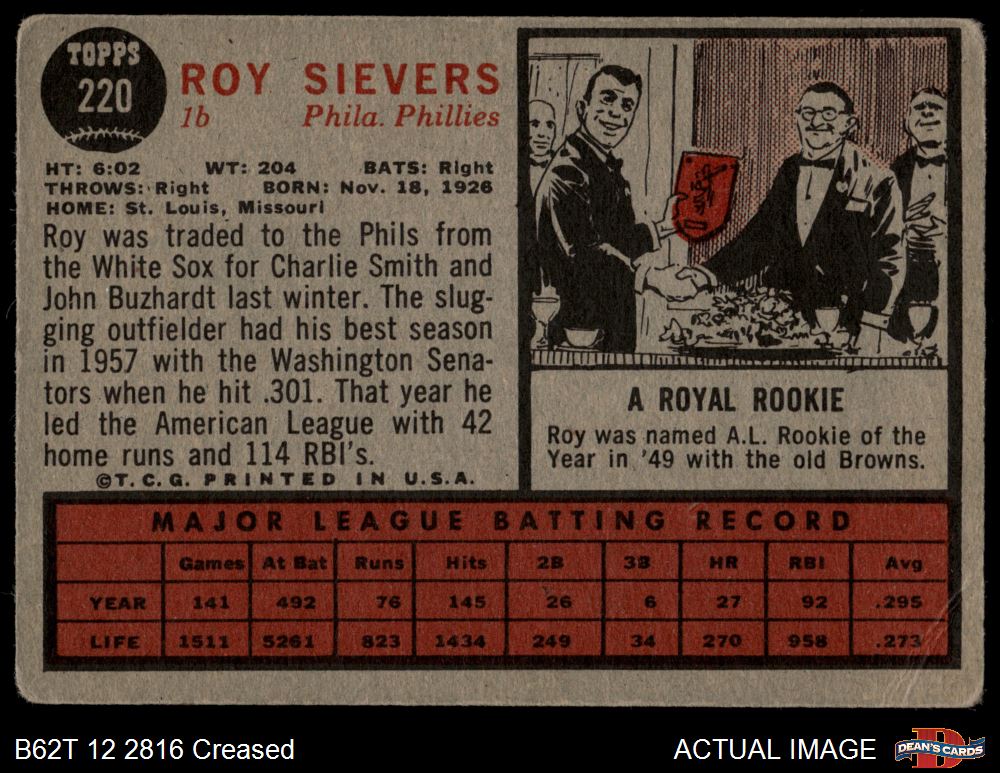 TOPPS
220
ROY SIEVERS
1b Phila. Phillies
HT: 6:02 WT: 204 BATS: Right
THROWS: Right BORN: Nov. 18, 1926
HOME: St. Louis, Missouri
Roy was traded to the Phils from
the White Sox for Charlie Smith and
John Buzhardt last winter. The slug-
ging outfielder had his best season
in 1957 with the Washington Sena-
tors when he hit .301. That year he
led the American League with 42
home runs and 114 RBI's.
©T.C.G. PRINTED IN U.S.A.
A ROYAL ROOKIE
Roy was named A.L. Rookie of the
Year in '49 with the old Browns.
MAJOR LEAGUE BATTING RECORD
Games At Bat Runs Hits 2B 3B HR RBI Avg
YEAR 141 492 76 145 26 6 27 92 .295
LIFE 1511 5261 823 1434 249 34 270 958 .273
B62T 12 2816 Creased
ACTUAL IMAGE
DEAN'S CARDS